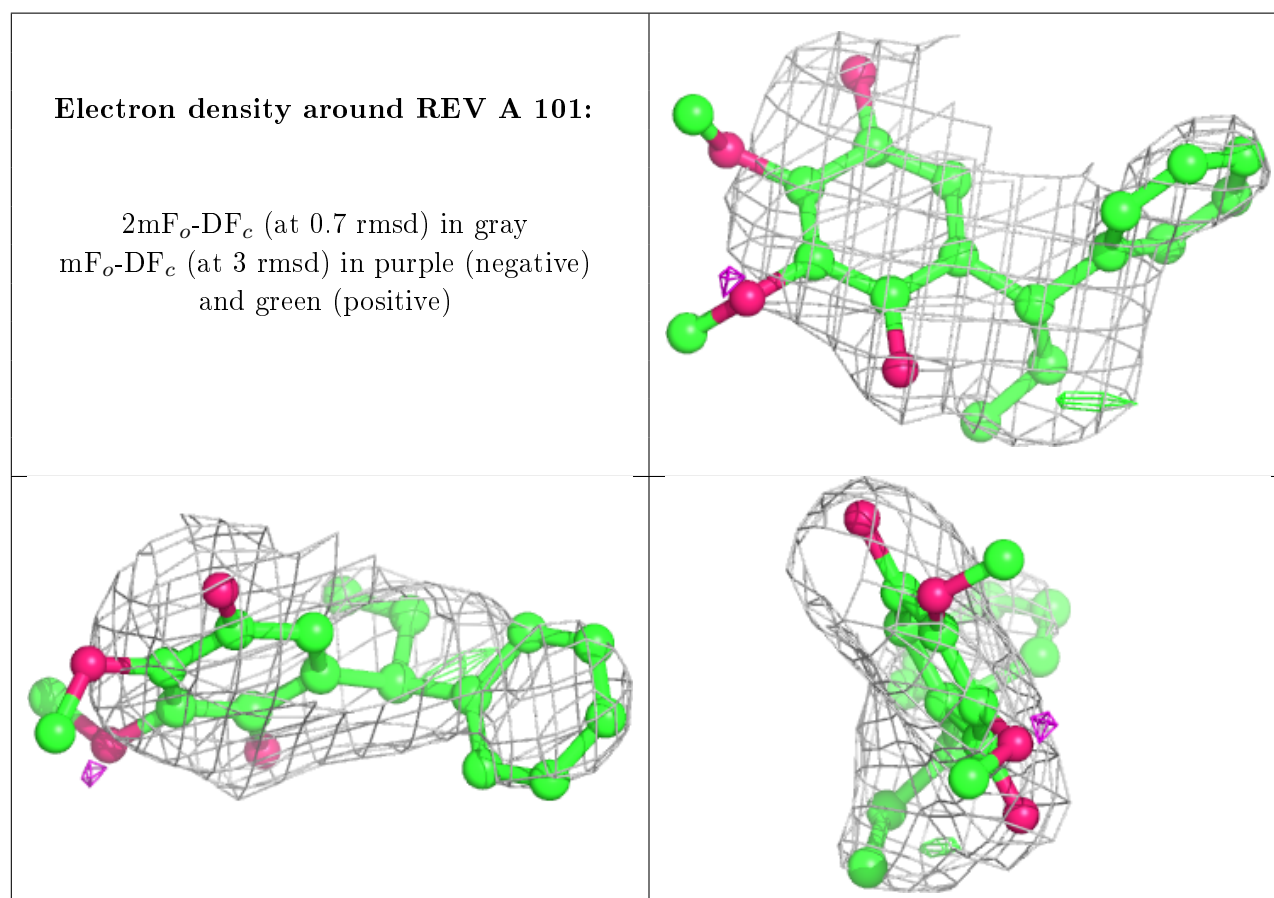 Electron density around REV A 101:
2mFo-DFc (at 0.7 rmsd) in gray
mFo-DFc (at 3 rmsd) in purple (negative)
and green (positive)